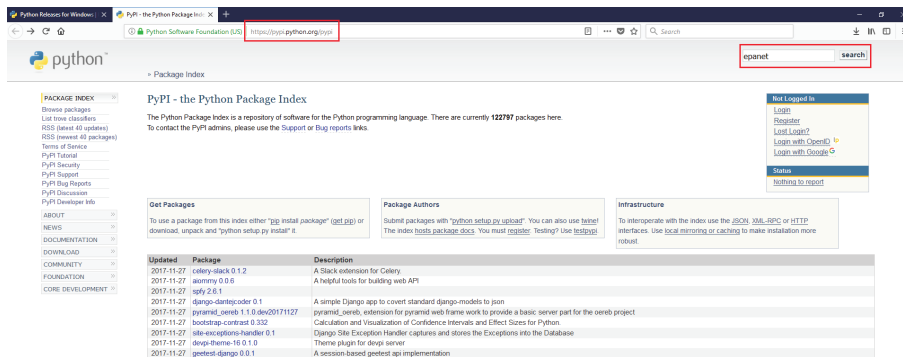 Python Releases for Windows |
PyPI - the Python Package Index
Python Software Foundation (US)
https://pypi.python.org/pypi
Search
python™
epanet
search
» Package Index
PACKAGE INDEX
Browse packages
List trove classifiers
RSS (latest 40 updates)
RSS (newest 40 packages)
Terms of Service
PyPI Tutorial
PyPI Security
PyPI Support
PyPI Bug Reports
PyPI Discussion
PyPI Developer Info
ABOUT
NEWS
DOCUMENTATION
DOWNLOAD
COMMUNITY
FOUNDATION
CORE DEVELOPMENT
PyPI - the Python Package Index
The Python Package Index is a repository of software for the Python programming language. There are currently 122797 packages here.
To contact the PyPI admins, please use the Support or Bug reports links.
Not Logged In
Login
Register
Lost Login?
Login with OpenID
Login with Google
Status
Nothing to report
Get Packages
To use a package from this index either "pip install package" (get pip) or
download, unpack and "python setup.py install" it.
Package Authors
Submit packages with "python setup.py upload". You can also use twine!
The index hosts package docs. You must register. Testing? Use testpypi.
Infrastructure
To interoperate with the index use the JSON, XML-RPC or HTTP
interfaces. Use local mirroring or caching to make installation more
robust.
Updated Package Description
2017-11-27 celery-slack 0.1.2 A Slack extension for Celery.
2017-11-27 aiommy 0.0.6 A helpful tools for building web API
2017-11-27 spfy 2.6.1
2017-11-27 django-dantejcoder 0.1 A simple Django app to covert standard django-models to json
2017-11-27 pyramid_oereb 1.1.0.dev20171127 pyramid_oereb, extension for pyramid web frame work to provide a basic server part for the oereb project
2017-11-27 bootstrap-contrast 0.332 Calculation and Visualization of Confidence Intervals and Effect Sizes for Python.
2017-11-27 site-exceptions-handler 0.1 Django Site Exception Handler captures and stores the Exceptions into the Database
2017-11-27 devpi-theme-16 0.1.0 Theme plugin for devpi server
2017-11-27 geetest-django 0.0.1 A session-based geetest api implementation